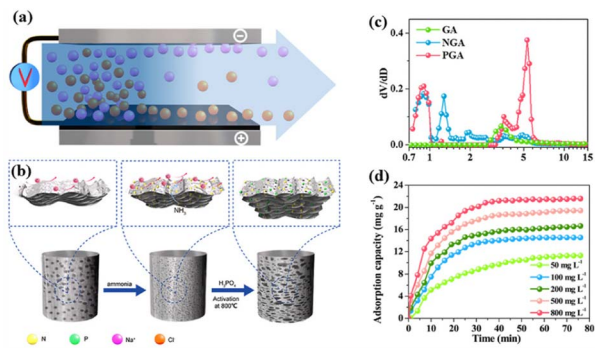 (a)
V
−
+
(b)
NH₃
ammonia
H₃PO₄
Activation
at 800℃
N
P
Na⁺
Cl
(c)
GA
NGA
PGA
dV/dD
0.4
0.2
0.0
0.7
1
2
5
10
15
(d)
Adsorption capacity (mg g⁻¹)
24
20
16
12
8
4
0
50 mg L⁻¹
100 mg L⁻¹
200 mg L⁻¹
500 mg L⁻¹
800 mg L⁻¹
0 10 20 30 40 50 60 70 80
Time (min)